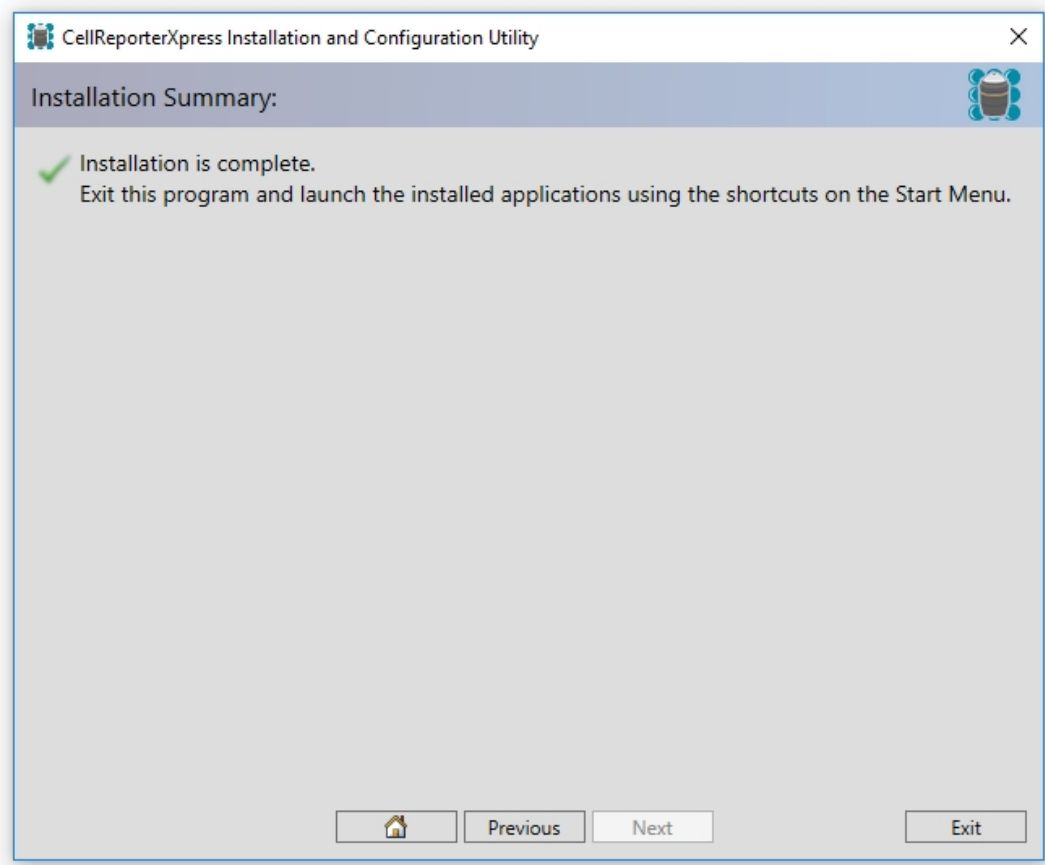 CellReporterXpress Installation and Configuration Utility
Installation Summary:
Installation is complete.
Exit this program and launch the installed applications using the shortcuts on the Start Menu.
Previous
Next
Exit